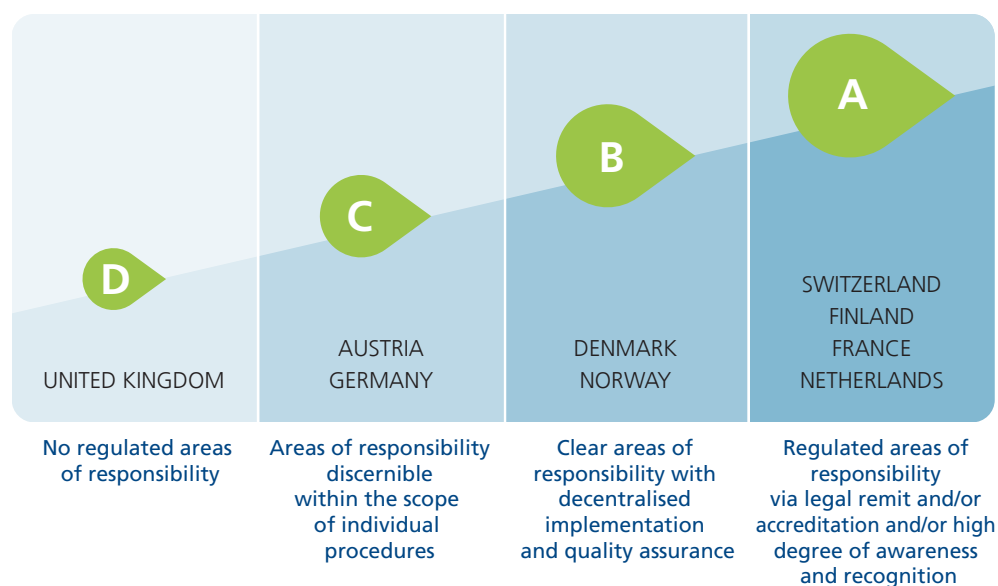 D
UNITED KINGDOM
No regulated areas
of responsibility
C
AUSTRIA
GERMANY
Areas of responsibility
discernible
within the scope
of individual
procedures
B
DENMARK
NORWAY
Clear areas of
responsibility with
decentralised
implementation
and quality assurance
A
SWITZERLAND
FINLAND
FRANCE
NETHERLANDS
Regulated areas of
responsibility
via legal remit and/or
accreditation and/or high
degree of awareness
and recognition